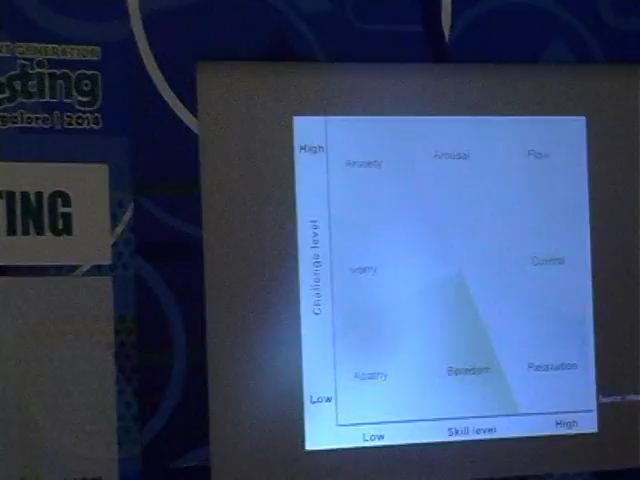 GENERATION
sting
galore | 2014
TING
High
Anxiety
Arousal
Flow
Challenge level
Worry
Control
Apathy
Boredom
Relaxation
Low
Low
Skill level
High